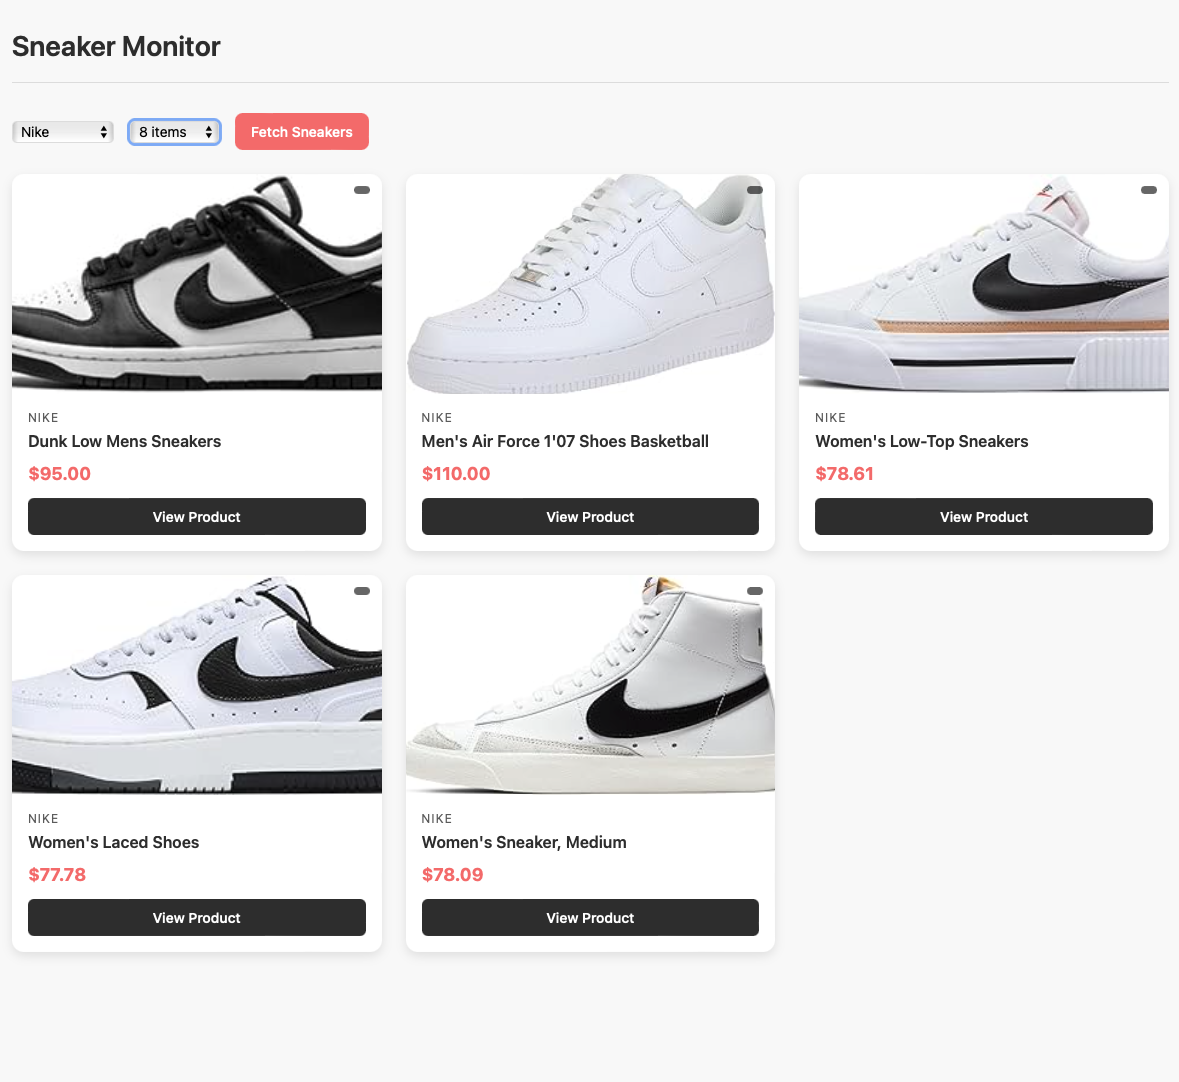 Sneaker Monitor
Nike
8 items
Fetch Sneakers
NIKE
Dunk Low Mens Sneakers
$95.00
View Product
NIKE
Men's Air Force 1'07 Shoes Basketball
$110.00
View Product
NIKE
Women's Low-Top Sneakers
$78.61
View Product
NIKE
Women's Laced Shoes
$77.78
View Product
NIKE
Women's Sneaker, Medium
$78.09
View Product